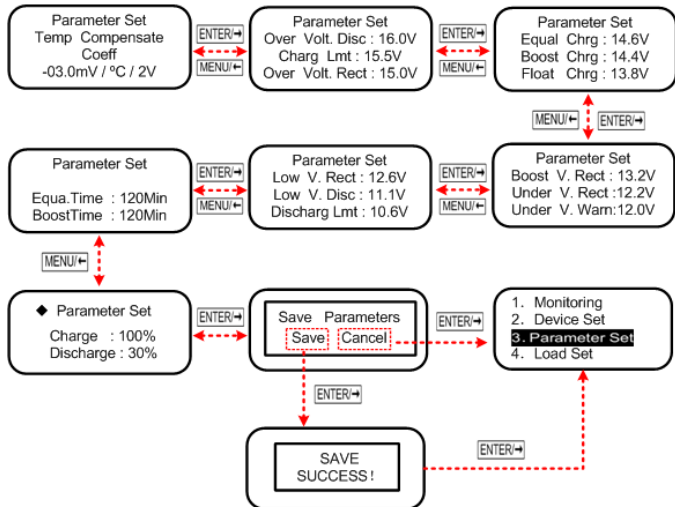 Parameter Set
Temp Compensate
Coeff
-03.0mV / ºC / 2V
ENTER/→
MENU/←
Parameter Set
Over Volt. Disc : 16.0V
Charg Lmt : 15.5V
Over Volt. Rect : 15.0V
ENTER/→
MENU/←
Parameter Set
Equal Chrg : 14.6V
Boost Chrg : 14.4V
Float Chrg : 13.8V
MENU/← ENTER/→
Parameter Set
Equa.Time : 120Min
BoostTime : 120Min
ENTER/→
MENU/←
Parameter Set
Low V. Rect : 12.6V
Low V. Disc : 11.1V
Discharg Lmt : 10.6V
ENTER/→
MENU/←
Parameter Set
Boost V. Rect : 13.2V
Under V. Rect :12.2V
Under V. Warn:12.0V
MENU/←
◆ Parameter Set
Charge : 100%
Discharge : 30%
ENTER/→
Save Parameters
Save Cancel
ENTER/→
1. Monitoring
2. Device Set
3. Parameter Set
4. Load Set
ENTER/→
SAVE
SUCCESS !
ENTER/→